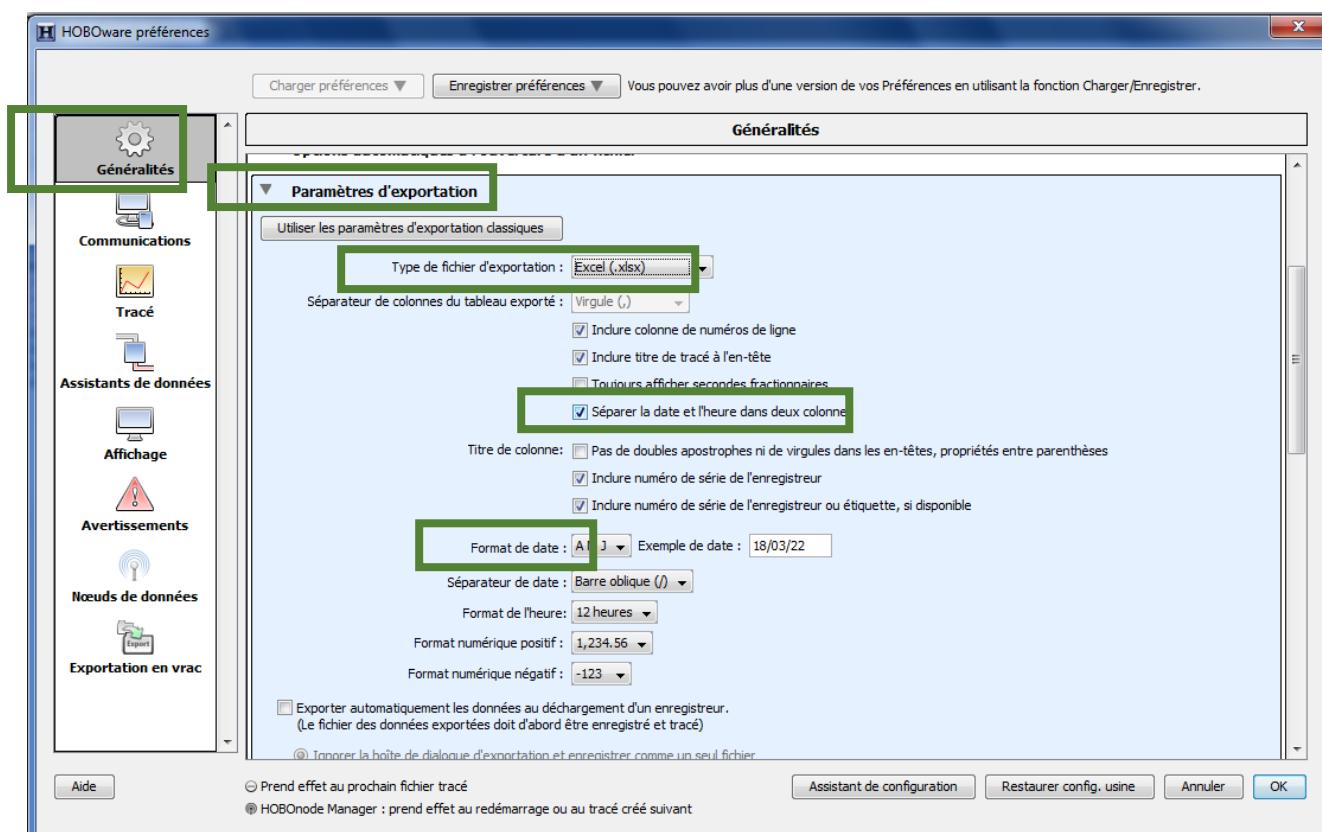 HOBOware préférences
Charger préférences Enregistrer préférences Vous pouvez avoir plus d'une version de vos Préférences en utilisant la fonction Charger/Enregistrer.
Généralités
Communications
Tracé
Assistants de données
Affichage
Avertissements
Nœuds de données
Export
Exportation en vrac
Généralités
Options automatiques à l'ouverture d'un fichier
Paramètres d'exportation
Utiliser les paramètres d'exportation classiques
Type de fichier d'exportation : Excel (.xlsx)
Séparateur de colonnes du tableau exporté : Virgule (,)
Inclure colonne de numéros de ligne
Inclure titre de tracé à l'en-tête
Toujours afficher secondes fractionnaires
Séparer la date et l'heure dans deux colonne
Titre de colonne: Pas de doubles apostrophes ni de virgules dans les en-têtes, propriétés entre parenthèses
Inclure numéro de série de l'enregistreur
Inclure numéro de série de l'enregistreur ou étiquette, si disponible
Format de date : A M J Exemple de date : 18/03/22
Séparateur de date : Barre oblique (/)
Format de l'heure: 12 heures
Format numérique positif : 1,234.56
Format numérique négatif : -123
Exporter automatiquement les données au déchargement d'un enregistreur.
(Le fichier des données exportées doit d'abord être enregistré et tracé)
Ignorer la boîte de dialogue d'exportation et enregistrer comme un seul fichier
Aide
Prend effet au prochain fichier tracé
HOBOnode Manager : prend effet au redémarrage ou au tracé créé suivant
Assistant de configuration Restaurer config. usine Annuler OK